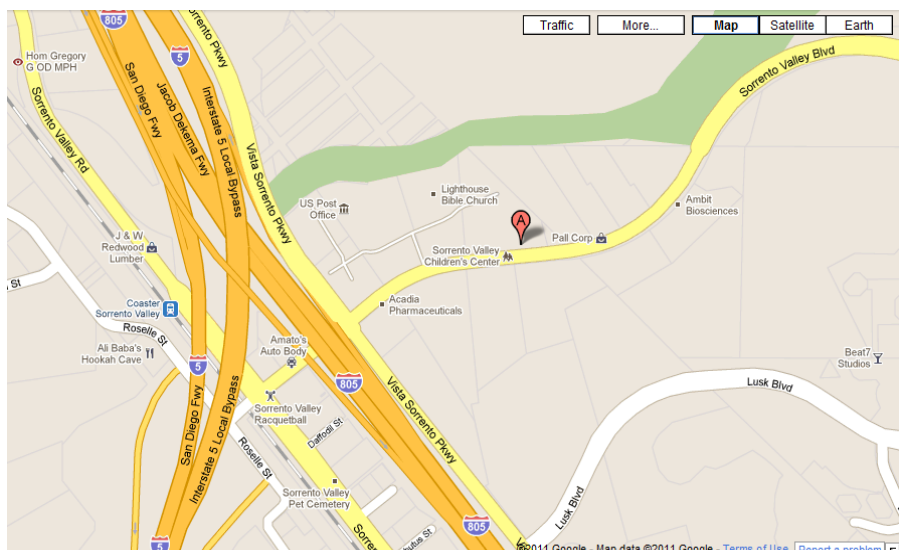 Traffic
More...
Map
Satellite
Earth
805
5
Hom Gregory
G OD MPH
Sorrento Pkwy
Sorrento Valley Blvd
San Diego Fwy
Jacob Dekema Fwy
Interstate 5 Local Bypass
Sorrento Valley Rd
Vista Sorrento Pkwy
US Post
Office
Lighthouse
Bible Church
A
Ambit
Biosciences
Pall Corp
Sorrento Valley
Children's Center
J & W
Redwood
Lumber
St
Coaster
Sorrento Valley
Acadia
Pharmaceuticals
Roselle St
Ali Baba's
Hookah Cave
Amato's
Auto Body
5
805
Beat7
Studios
Lusk Blvd
Sorrento Valley
Racquetball
San Diego Fwy
Interstate 5 Local Bypass
Vista Sorrento Pkwy
Daffodil St
Roselle St
Sorrento Valley
Pet Cemetery
Lusk Blvd
805
5
©2011 Google - Map data ©2011 Google - Terms of Use
Report a problem